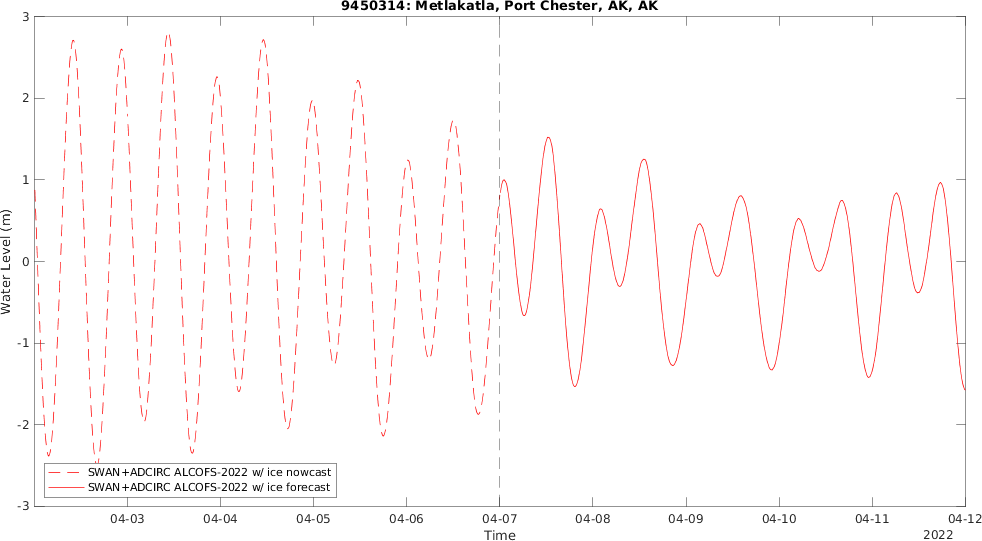 9450314: Metlakatla, Port Chester, AK, AK
3
2
1
0
-1
-2
-3
Water Level (m)
SWAN+ADCIRC ALCOFS-2022 w/ ice nowcast
SWAN+ADCIRC ALCOFS-2022 w/ ice forecast
04-03 04-04 04-05 04-06 04-07 04-08 04-09 04-10 04-11 04-12
Time
2022